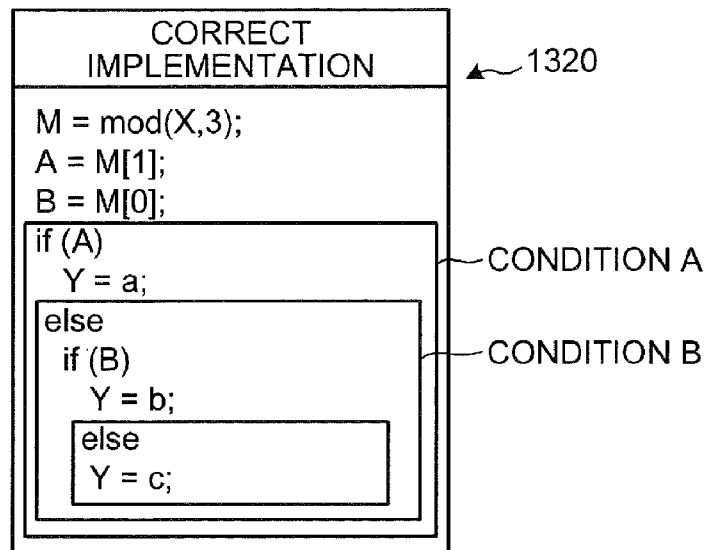 CORRECT
IMPLEMENTATION
1320
M = mod(X,3);
A = M[1];
B = M[0];
if (A)
Y = a;
CONDITION A
else
if (B)
CONDITION B
Y = b;
else
Y = c;